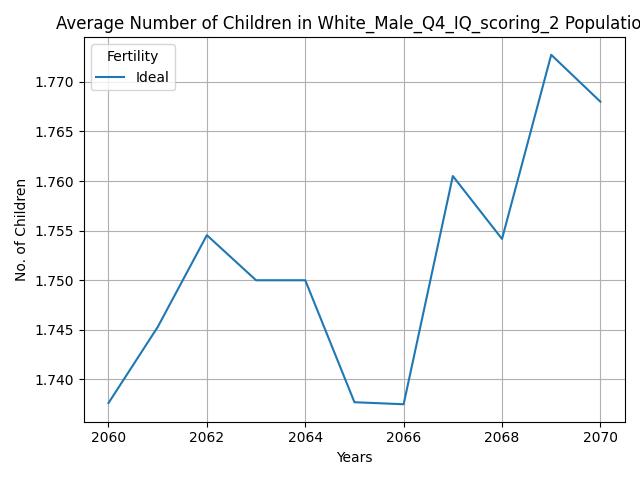 Average Number of Children in White_Male_Q4_IQ_scoring_2 Populatio
Fertility
Ideal
No. of Children
1.770
1.765
1.760
1.755
1.750
1.745
1.740
2060 2062 2064 2066 2068 2070
Years